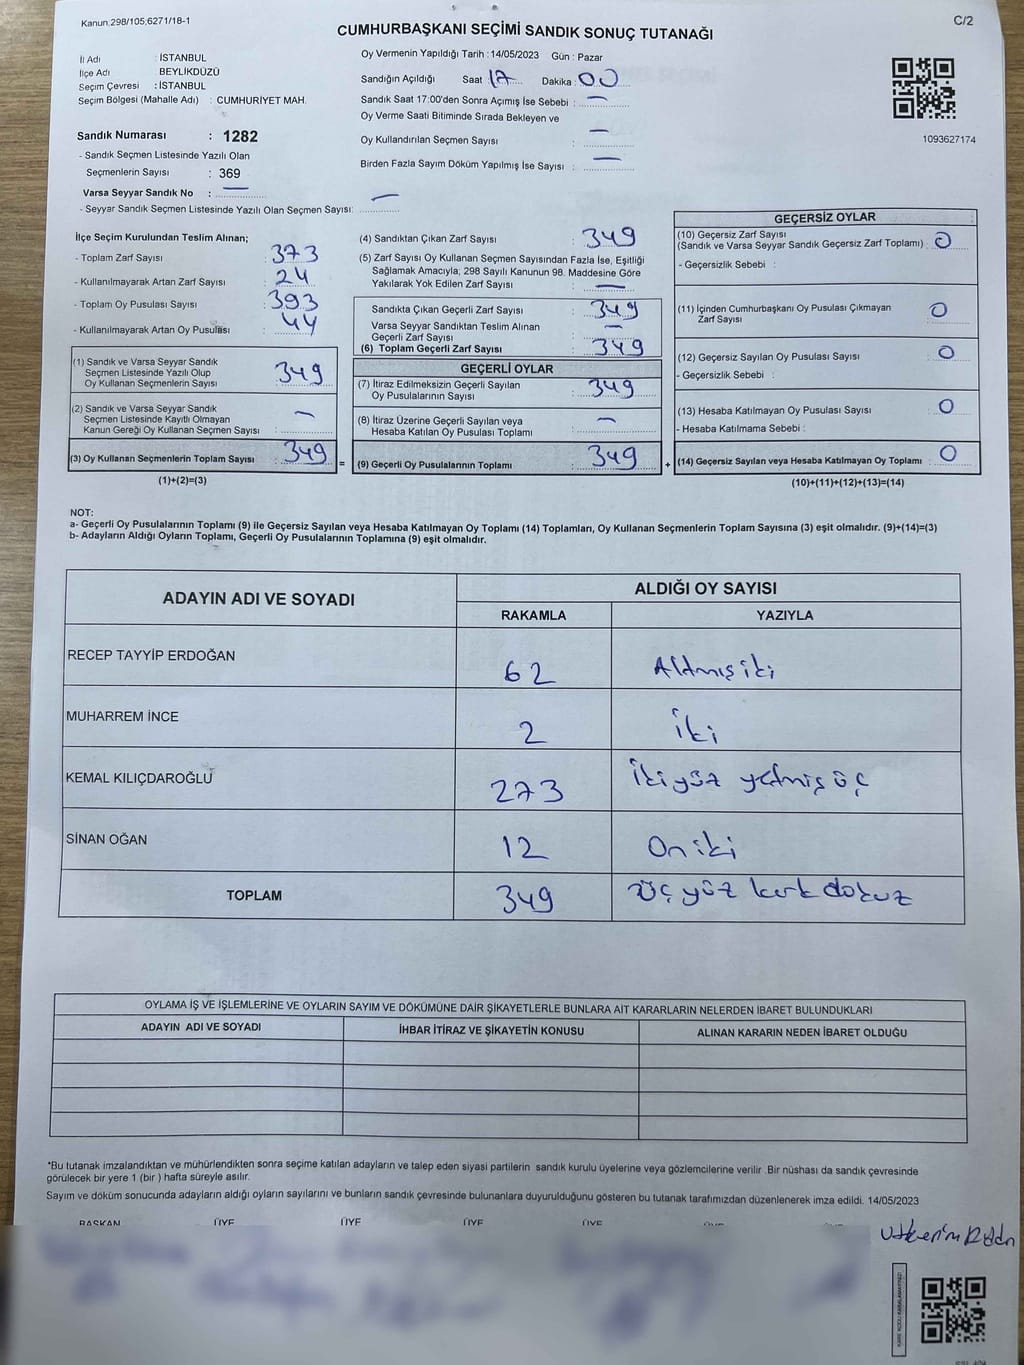 Kanun.298/105,6271/18-1
C/2
CUMHURBAŞKANI SEÇİMİ SANDIK SONUÇ TUTANAĞI
İl Adı : İSTANBUL
İlçe Adı : BEYLİKDÜZÜ
Seçim Çevresi : İSTANBUL
Seçim Bölgesi (Mahalle Adı) : CUMHURİYET MAH.
Sandık Numarası : 1282
- Sandık Seçmen Listesinde Yazılı Olan
Seçmenlerin Sayısı : 369
Varsa Seyyar Sandık No : —
- Seyyar Sandık Seçmen Listesinde Yazılı Olan Seçmen Sayısı: —
Oy Vermenin Yapıldığı Tarih : 14/05/2023 Gün : Pazar
Sandığın Açıldığı Saat 17 Dakika : 00
Sandık Saat 17:00'den Sonra Açımış İse Sebebi : —
Oy Verme Saati Bitiminde Sırada Bekleyen ve
Oy Kullandırılan Seçmen Sayısı : —
Birden Fazla Sayım Döküm Yapılmış İse Sayısı : —
1093627174
İlçe Seçim Kurulundan Teslim Alınan;
- Toplam Zarf Sayısı : 373
- Kullanılmayarak Artan Zarf Sayısı : 24
- Toplam Oy Pusulası Sayısı : 393
- Kullanılmayarak Artan Oy Pusulası : 44
(1) Sandık ve Varsa Seyyar Sandık
Seçmen Listesinde Yazılı Olup
Oy Kullanan Seçmenlerin Sayısı : 349
(2) Sandık ve Varsa Seyyar Sandık
Seçmen Listesinde Kayıtlı Olmayan
Kanun Gereği Oy Kullanan Seçmen Sayısı : —
(3) Oy Kullanan Seçmenlerin Toplam Sayısı : 349
(1)+(2)=(3)
(4) Sandıktan Çıkan Zarf Sayısı : 349
(5) Zarf Sayısı Oy Kullanan Seçmen Sayısından Fazla İse, Eşitliği
Sağlamak Amacıyla; 298 Sayılı Kanunun 98. Maddesine Göre
Yakılarak Yok Edilen Zarf Sayısı : —
Sandıkta Çıkan Geçerli Zarf Sayısı : 349
Varsa Seyyar Sandıktan Teslim Alınan
Geçerli Zarf Sayısı : —
(6) Toplam Geçerli Zarf Sayısı : 349
GEÇERLİ OYLAR
(7) İtiraz Edilmeksizin Geçerli Sayılan
Oy Pusulalarının Sayısı : 349
(8) İtiraz Üzerine Geçerli Sayılan veya
Hesaba Katılan Oy Pusulası Toplamı : —
= (9) Geçerli Oy Pusulalarının Toplamı : 349
GEÇERSİZ OYLAR
(10) Geçersiz Zarf Sayısı
(Sandık ve Varsa Seyyar Sandık Geçersiz Zarf Toplamı) : 0
- Geçersizlik Sebebi :
(11) İçinden Cumhurbaşkanı Oy Pusulası Çıkmayan
Zarf Sayısı : 0
(12) Geçersiz Sayılan Oy Pusulası Sayısı : 0
- Geçersizlik Sebebi :
(13) Hesaba Katılmayan Oy Pusulası Sayısı : 0
- Hesaba Katılmama Sebebi :
+ (14) Geçersiz Sayılan veya Hesaba Katılmayan Oy Toplamı : 0
(10)+(11)+(12)+(13)=(14)
NOT:
a- Geçerli Oy Pusulalarının Toplamı (9) ile Geçersiz Sayılan veya Hesaba Katılmayan Oy Toplamı (14) Toplamları, Oy Kullanan Seçmenlerin Toplam Sayısına (3) eşit olmalıdır. (9)+(14)=(3)
b- Adayların Aldığı Oyların Toplamı, Geçerli Oy Pusulalarının Toplamına (9) eşit olmalıdır.
ADAYIN ADI VE SOYADI
ALDIĞI OY SAYISI
RAKAMLA YAZIYLA
RECEP TAYYİP ERDOĞAN 62 Altmış iki
MUHARREM İNCE 2 iki
KEMAL KILIÇDAROĞLU 273 İkiyüz yetmiş üç
SİNAN OĞAN 12 On iki
TOPLAM 349 üç yüz kırk dokuz
OYLAMA İŞ VE İŞLEMLERİNE VE OYLARIN SAYIM VE DÖKÜMÜNE DAİR ŞİKAYETLERLE BUNLARA AİT KARARLARIN NELERDEN İBARET BULUNDUKLARI
ADAYIN ADI VE SOYADI İHBAR İTİRAZ VE ŞİKAYETİN KONUSU ALINAN KARARIN NEDEN İBARET OLDUĞU
*Bu tutanak imzalandıktan ve mühürlendikten sonra seçime katılan adayların ve talep eden siyasi partilerin sandık kurulu üyelerine veya gözlemcilerine verilir .Bir nüshası da sandık çevresinde
görülecek bir yere 1 (bir ) hafta süreyle asılır.
Sayım ve döküm sonucunda adayların aldığı oyların sayılarını ve bunların sandık çevresinde bulunanlara duyurulduğunu gösteren bu tutanak tarafımızdan düzenlenerek imza edildi. 14/05/2023
BAŞKAN ÜYE ÜYE ÜYE ÜYE